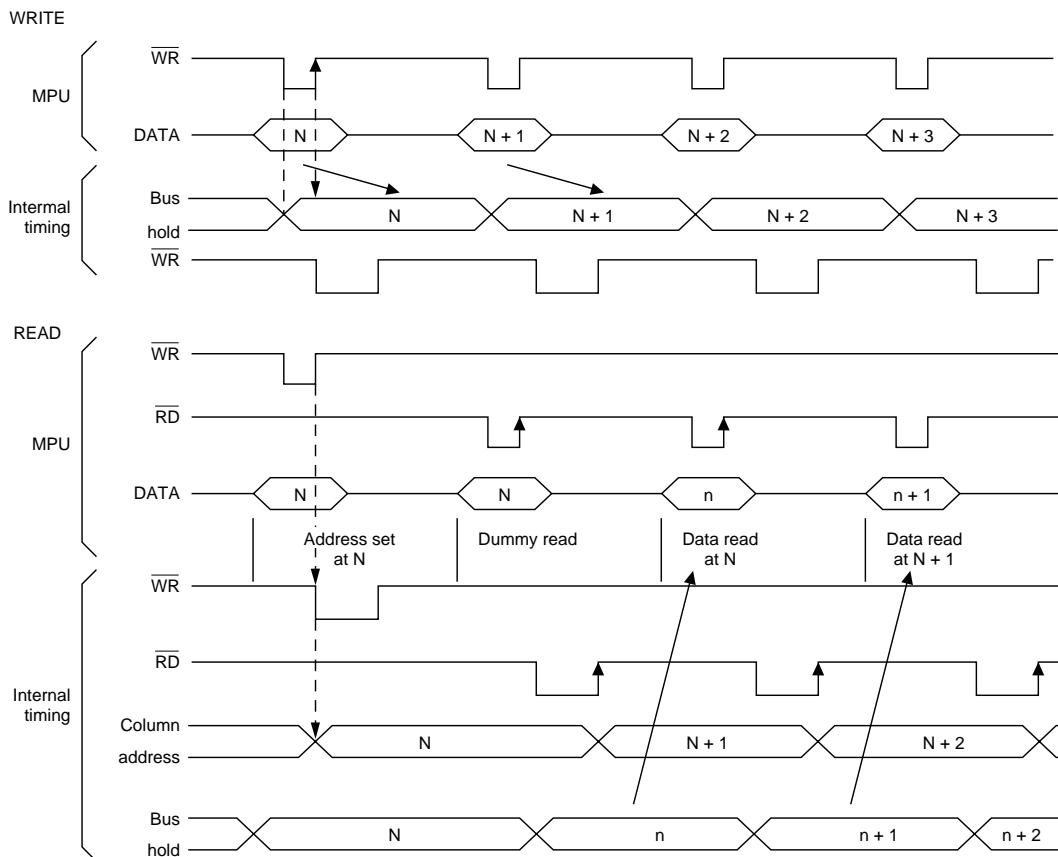 WRITE
WR
MPU
DATA N N + 1 N + 2 N + 3
Bus
Intermal
timing
N N + 1 N + 2 N + 3
hold
WR
READ
WR
RD
MPU
DATA N N n n + 1
Address set
at N
Dummy read
Data read
at N
Data read
at N + 1
WR
RD
Internal
timing
Column
address
N N + 1 N + 2
Bus
hold
N n n + 1 n + 2